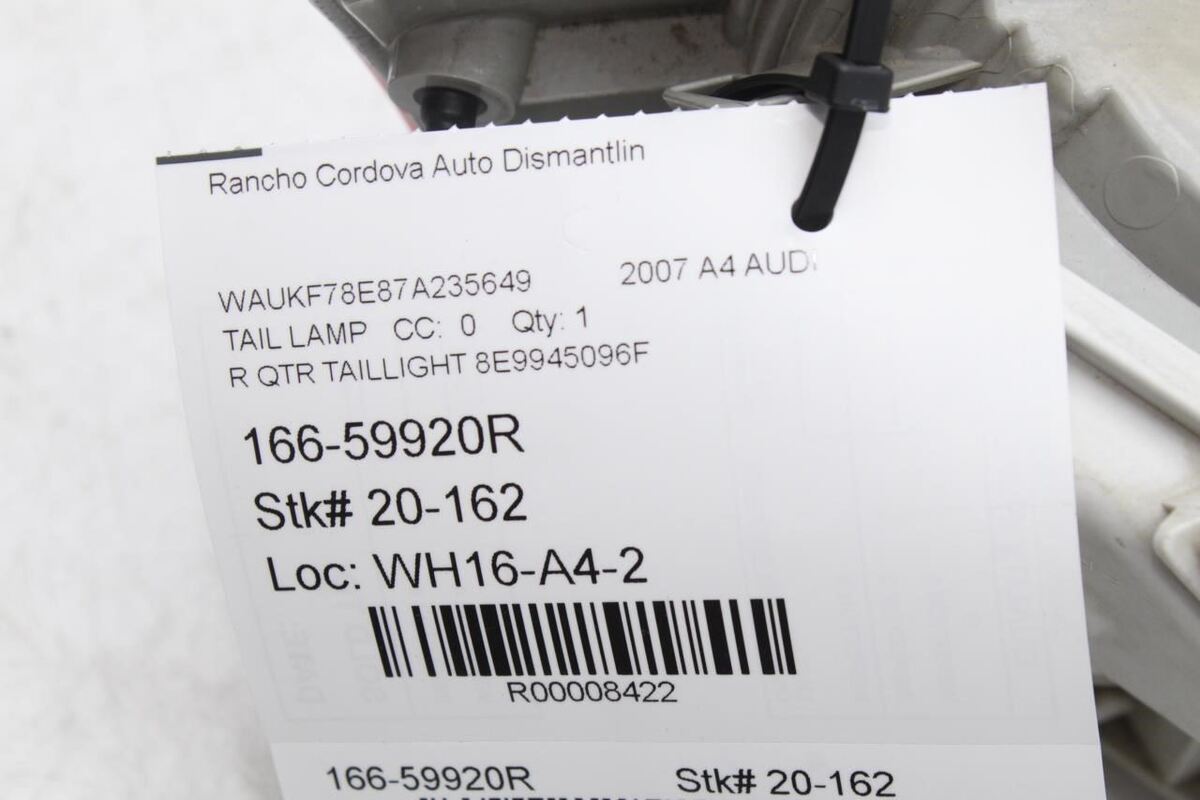 Rancho Cordova Auto Dismantlin
WAUKF78E87A235649 2007 A4 AUDI
TAIL LAMP CC: 0 Qty: 1
R QTR TAILLIGHT 8E9945096F
166-59920R
Stk# 20-162
Loc: WH16-A4-2
R00008422
166-59920R Stk# 20-162